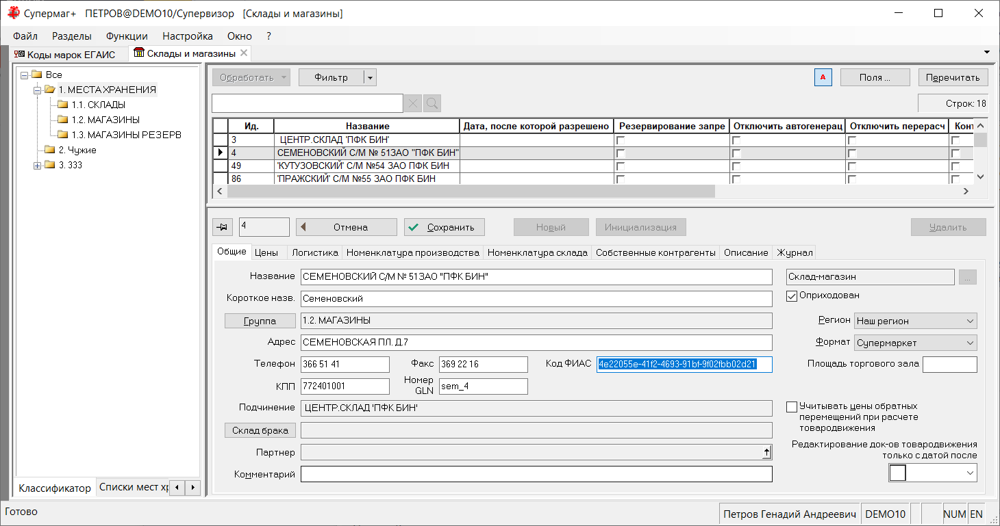 Супермаг+ ПЕТРОВ@DEMO10/Супервизор [Склады и магазины]
Файл Разделы Функции Настройка Окно ?
Коды марок ЕГАИС Склады и магазины
Все
1. МЕСТА ХРАНЕНИЯ
1.1. СКЛАДЫ
1.2. МАГАЗИНЫ
1.3. МАГАЗИНЫ РЕЗЕРВ
2. Чужие
3. 333
Классификатор Списки мест хр
Обработать Фильтр A Поля ... Перечитать
Строк: 18
Ид. Название Дата, после которой разрешено Резервирование запре Отключить автогенерац Отключить перерасч Конт
3 ЦЕНТР.СКЛАД 'ПФК БИН'
4 СЕМЕНОВСКИЙ С/М № 51ЗАО "ПФК БИН"
49 'КУТУЗОВСКИЙ' С/М №54 ЗАО ПФК БИН
86 'ПРАЖСКИЙ' С/М №55 ЗАО ПФК БИН
4 Отмена Сохранить Новый Инициализация Удалить
Общие Цены Логистика Номенклатура производства Номенклатура склада Собственные контрагенты Описание Журнал
Название СЕМЕНОВСКИЙ С/М № 51ЗАО "ПФК БИН" Склад-магазин ...
Короткое назв. Семеновский Оприходован
Группа 1.2. МАГАЗИНЫ Регион Наш регион
Адрес СЕМЕНОВСКАЯ ПЛ. Д.7 Формат Супермаркет
Телефон 366 51 41 Факс 369 22 16 Код ФИАС 4e22055e-41f2-4693-91bf-9f02fbb02d21 Площадь торгового зала
КПП 772401001 Номер GLN sem_4
Подчинение ЦЕНТР.СКЛАД 'ПФК БИН'
Учитывать цены обратных
перемещений при расчете
товародвижения
Склад брака
Партнер
Редактирование док-ов товародвижения
только с датой после
Комментарий
Готово Петров Генадий Андреевич DEMO10 NUM EN